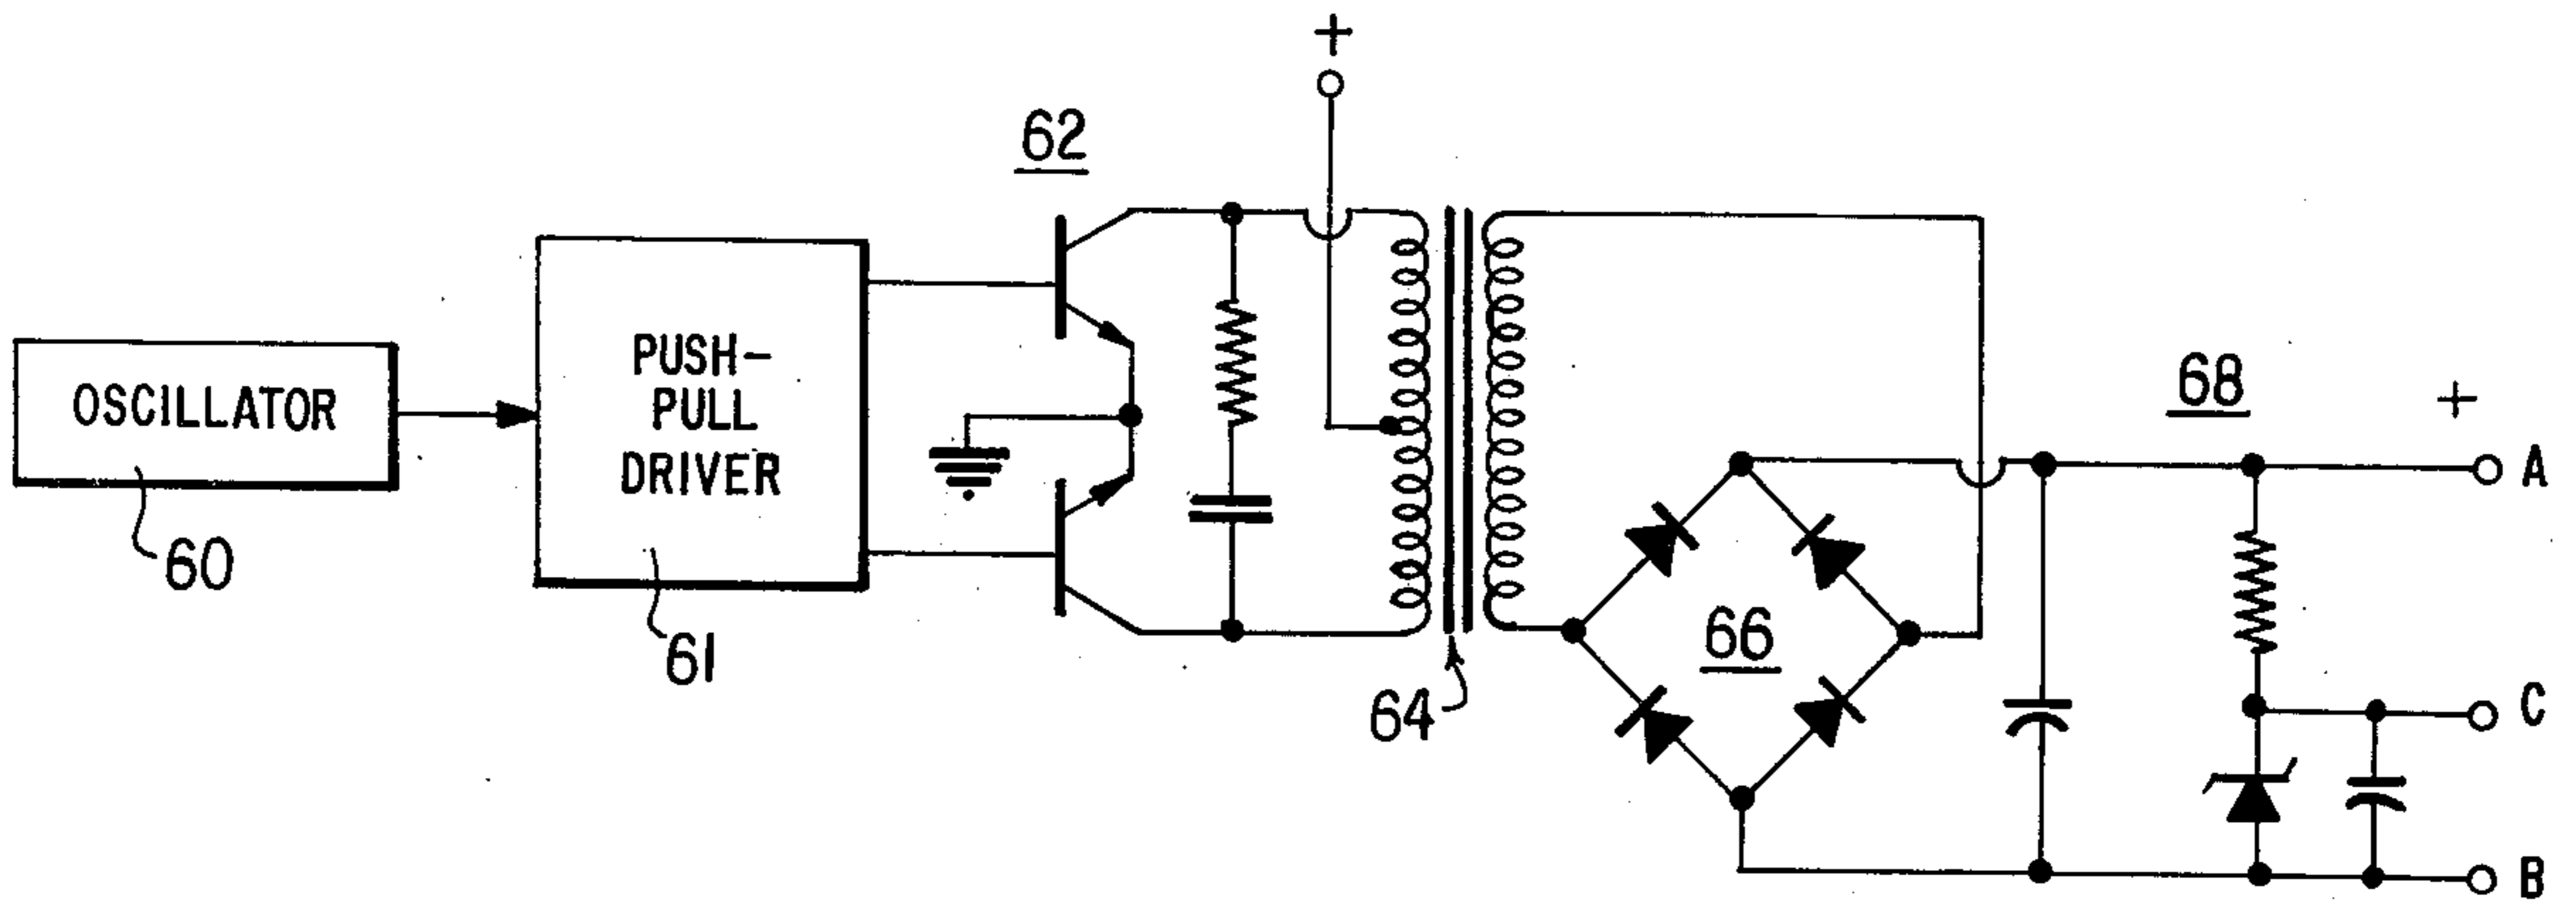 +
62
OSCILLATOR
60
PUSH-
PULL
DRIVER
61
64
66
68
+
A
C
B